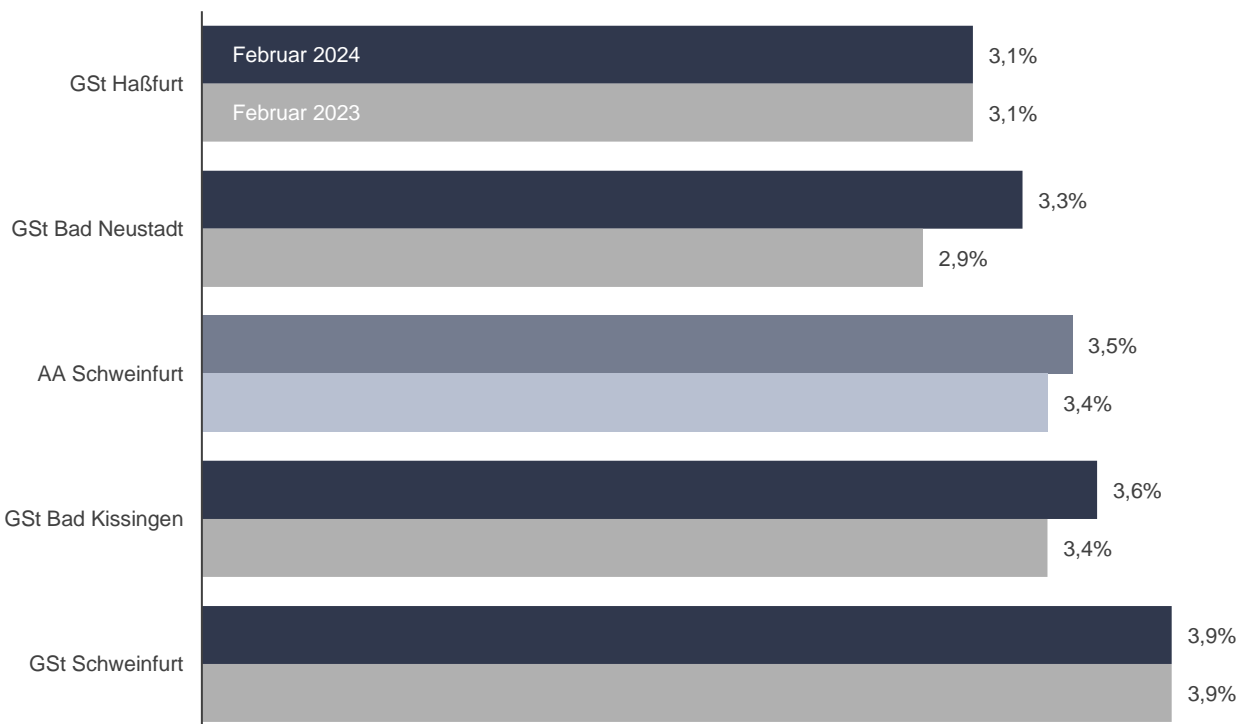 Februar 2024
3,1%
GSt Haßfurt
Februar 2023
3,1%
3,3%
GSt Bad Neustadt
2,9%
3,5%
AA Schweinfurt
3,4%
3,6%
GSt Bad Kissingen
3,4%
3,9%
GSt Schweinfurt
3,9%